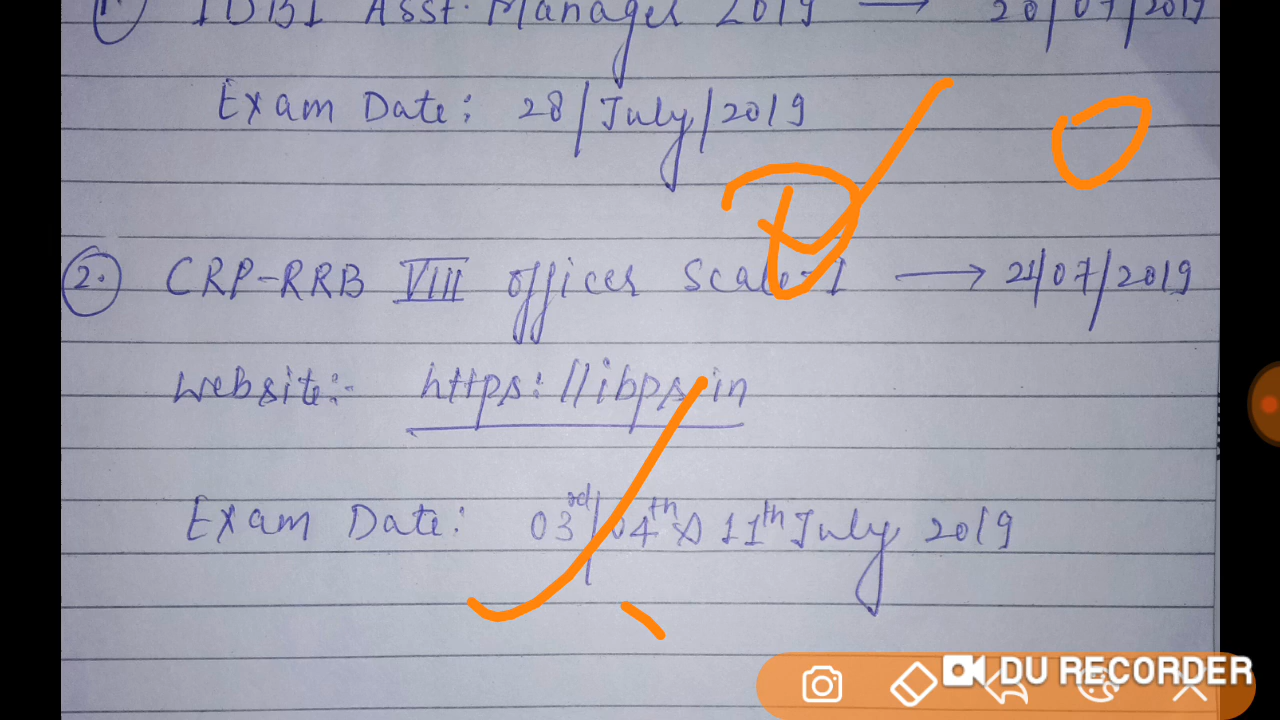 1. IDBI Asst. Manager 2019 → 20/07/2019
Exam Date: 28/July/2019
2. CRP-RRB VIII officer Scale-I → 21/07/2019
Website:- https://ibps.in
Exam Date: 03rd/04th & 11th July 2019
DU RECORDER